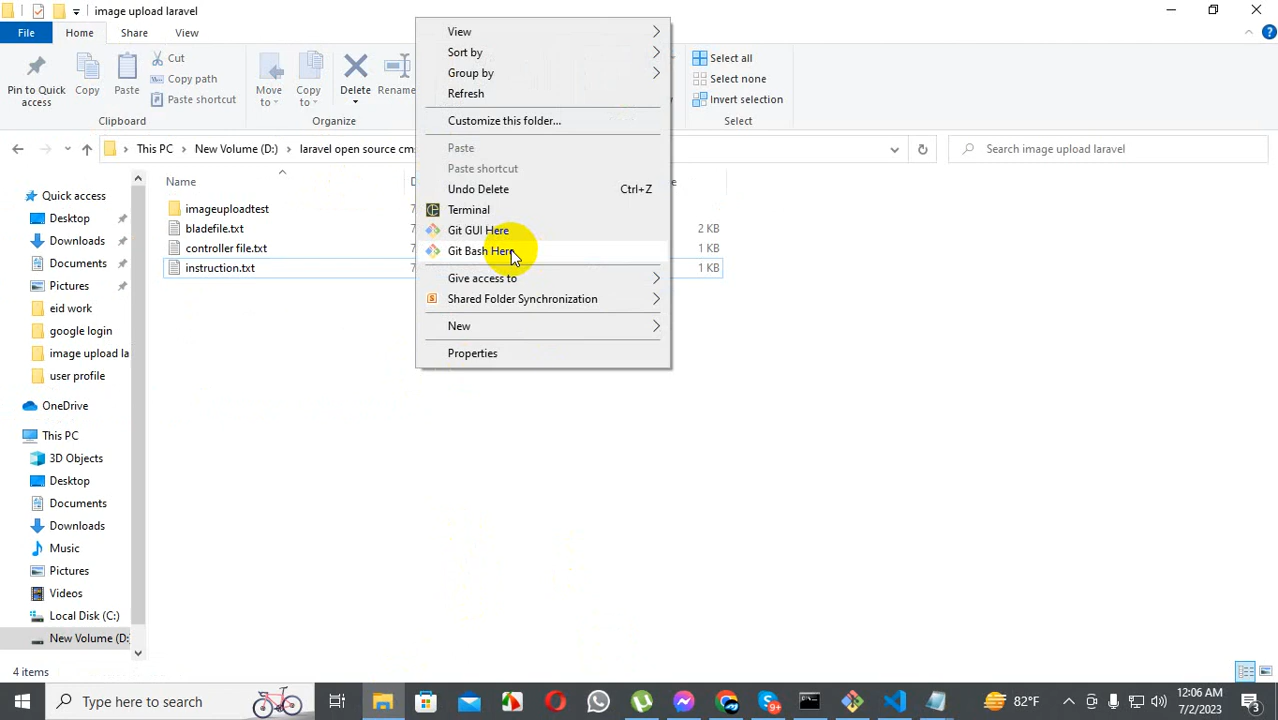 image upload laravel
File
Home
Share
View
Pin to Quick access
Copy
Paste
Cut
Copy path
Paste shortcut
Clipboard
Move to
Copy to
Delete
Rename
Organize
Select all
Select none
Invert selection
Select
This PC
New Volume (D:)
laravel open source cms
Search image upload laravel
Name
Quick access
Desktop
Downloads
Documents
Pictures
eid work
google login
image upload la
user profile
OneDrive
This PC
3D Objects
Desktop
Documents
Downloads
Music
Pictures
Videos
Local Disk (C:)
New Volume (D:
imageuploadtest
bladefile.txt
2 KB
controller file.txt
1 KB
instruction.txt
1 KB
View
Sort by
Group by
Refresh
Customize this folder...
Paste
Paste shortcut
Undo Delete Ctrl+Z
Terminal
Git GUI Here
Git Bash Here
Give access to
Shared Folder Synchronization
New
Properties
4 items
Type here to search
82°F
12:06 AM
7/2/2023
3